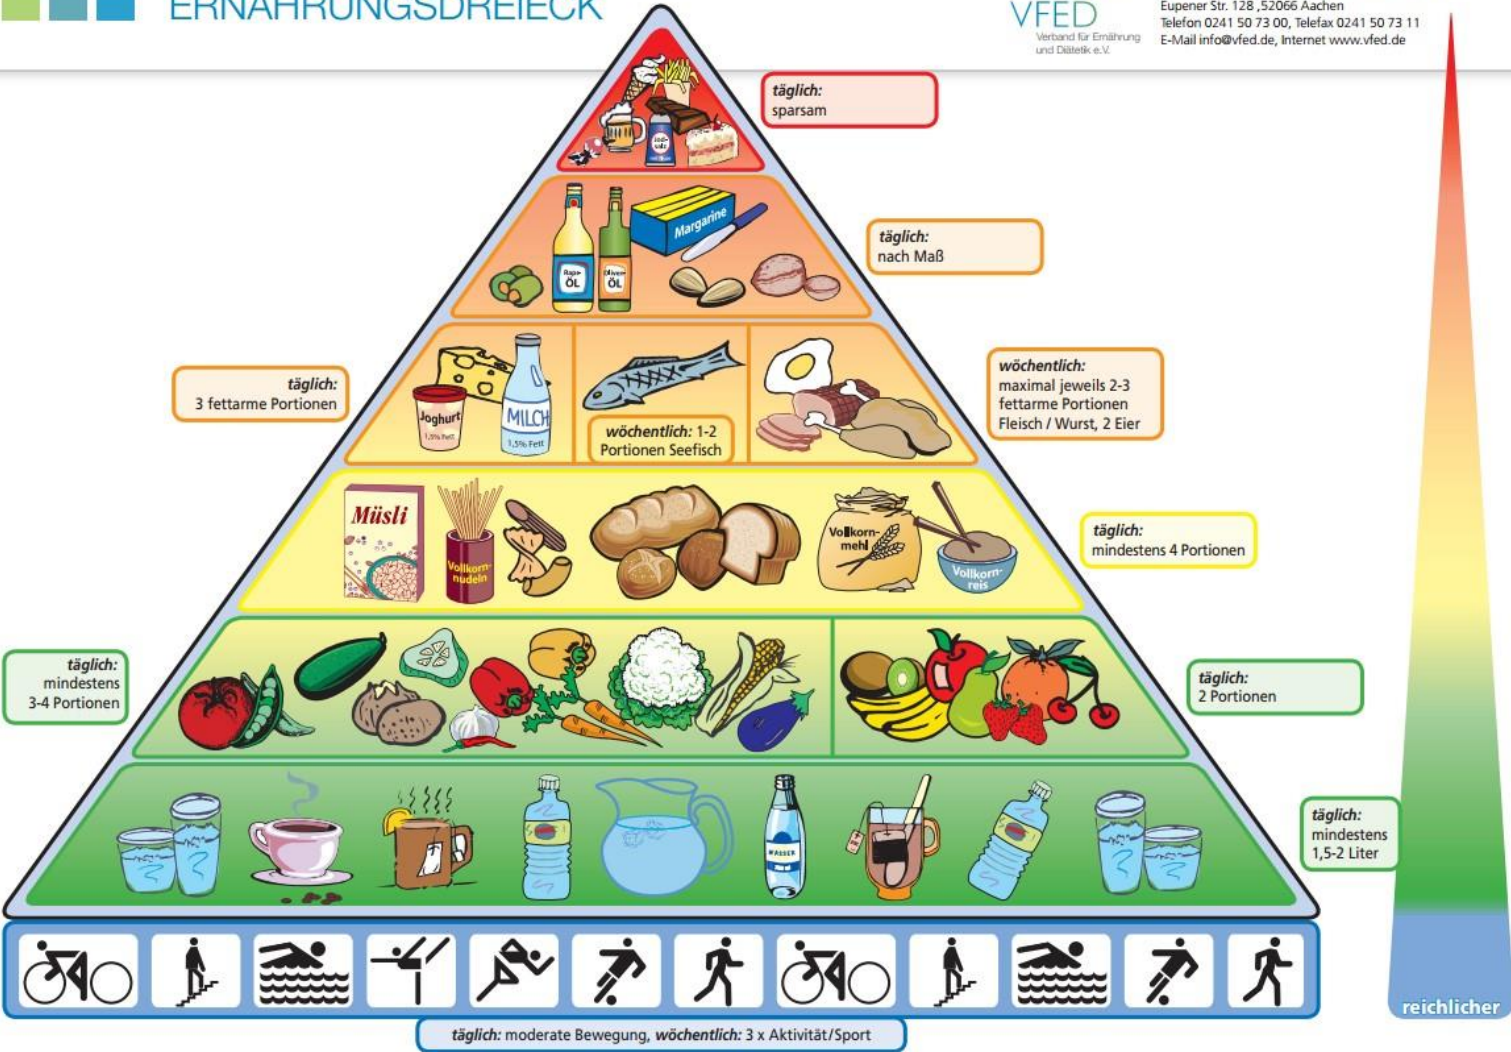 ERNÄHRUNGSDREIECK
VFED
Verband für Ernährung
und Diätetik e.V.
Eupener Str. 128 ,52066 Aachen
Telefon 0241 50 73 00, Telefax 0241 50 73 11
E-Mail info@vfed.de, Internet www.vfed.de
täglich:
sparsam
Jod-
salz
Margarine
Raps-
ÖL
Oliven-
ÖL
täglich:
nach Maß
täglich:
3 fettarme Portionen
Joghurt
1,5% Fett
MILCH
1,5% Fett
wöchentlich: 1-2
Portionen Seefisch
wöchentlich:
maximal jeweils 2-3
fettarme Portionen
Fleisch / Wurst, 2 Eier
Müsli
Vollkorn-
nudeln
Vollkorn-
mehl
Vollkorn-
reis
täglich:
mindestens 4 Portionen
täglich:
mindestens
3-4 Portionen
täglich:
2 Portionen
WASSER
täglich:
mindestens
1,5-2 Liter
reichlicher
täglich: moderate Bewegung, wöchentlich: 3 x Aktivität/Sport